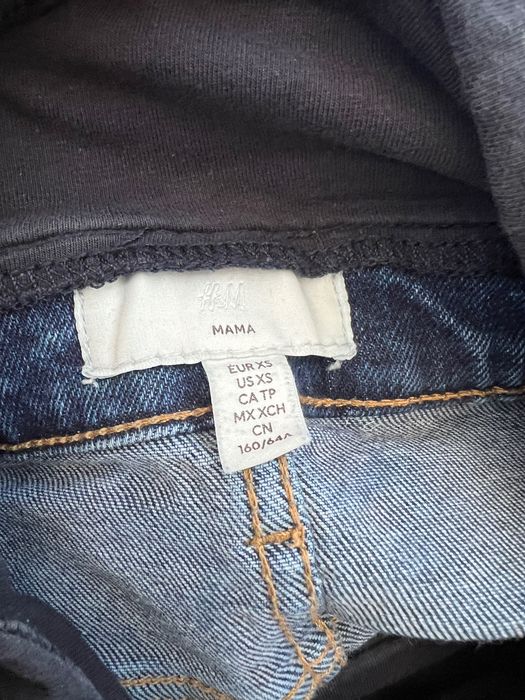 H&M
MAMA
EUR XS
US XS
CA TP
MX XCH
CN
160/64A